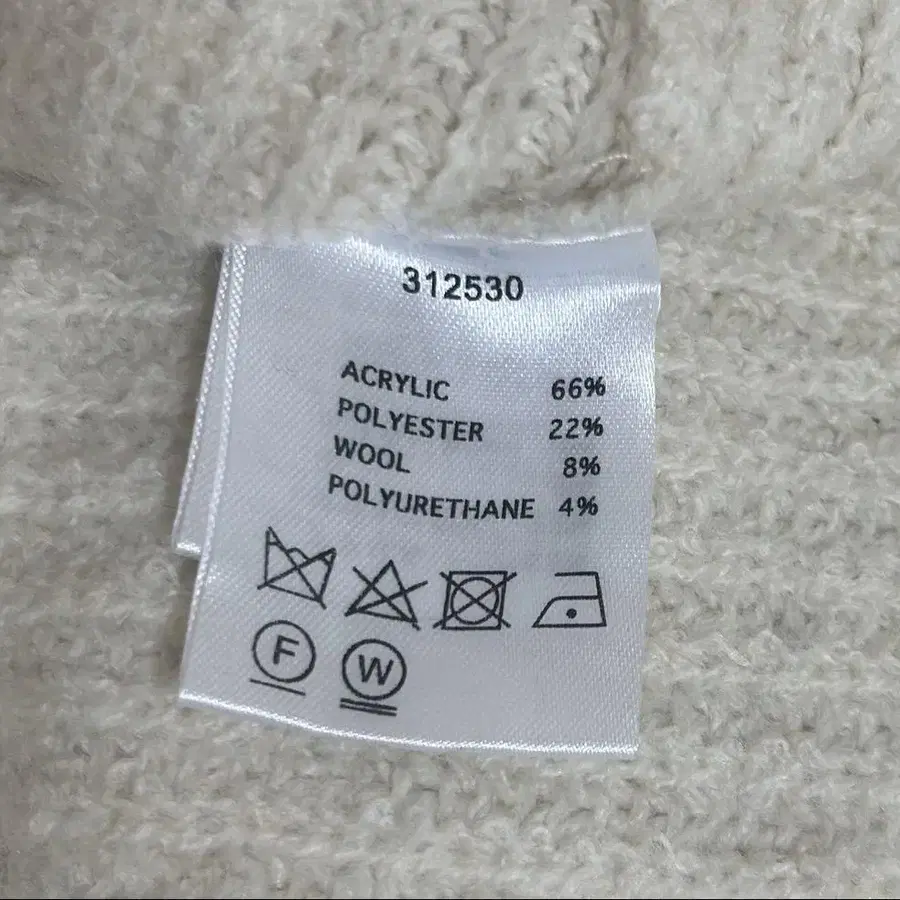 312530
ACRYLIC 66%
POLYESTER 22%
WOOL 8%
POLYURETHANE 4%
F
W